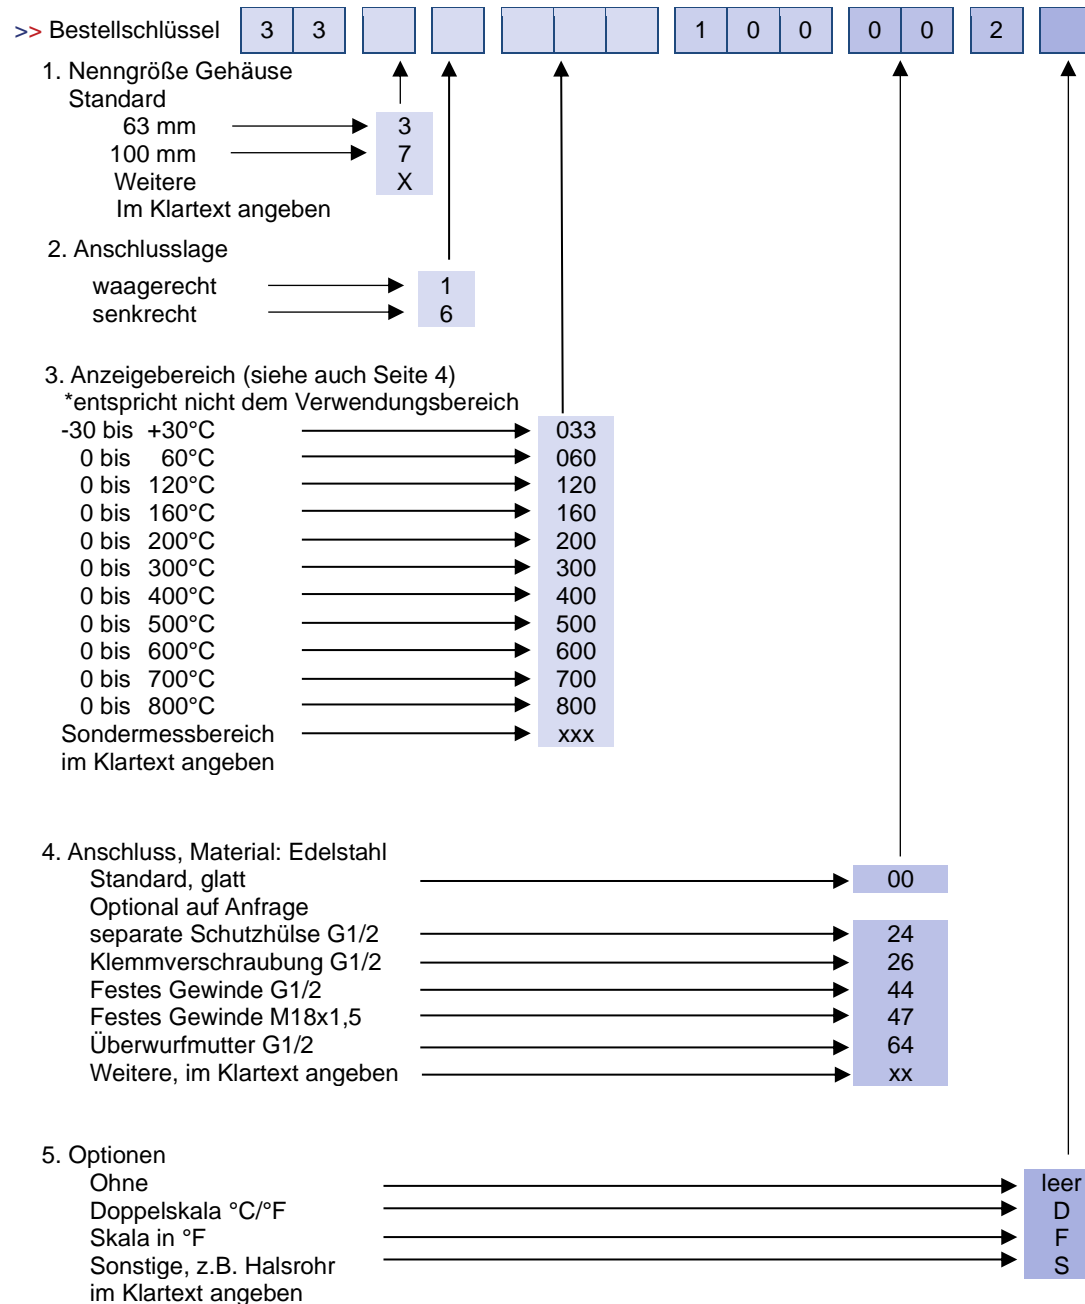 >> Bestellschlüssel 3 3 1 0 0 0 0 2
1. Nenngröße Gehäuse
Standard
63 mm 3
100 mm 7
Weitere X
Im Klartext angeben
2. Anschlusslage
waagerecht 1
senkrecht 6
3. Anzeigebereich (siehe auch Seite 4)
*entspricht nicht dem Verwendungsbereich
-30 bis +30°C 033
0 bis 60°C 060
0 bis 120°C 120
0 bis 160°C 160
0 bis 200°C 200
0 bis 300°C 300
0 bis 400°C 400
0 bis 500°C 500
0 bis 600°C 600
0 bis 700°C 700
0 bis 800°C 800
Sondermessbereich xxx
im Klartext angeben
4. Anschluss, Material: Edelstahl
Standard, glatt 00
Optional auf Anfrage
separate Schutzhülse G1/2 24
Klemmverschraubung G1/2 26
Festes Gewinde G1/2 44
Festes Gewinde M18x1,5 47
Überwurfmutter G1/2 64
Weitere, im Klartext angeben xx
5. Optionen
Ohne leer
Doppelskala °C/°F D
Skala in °F F
Sonstige, z.B. Halsrohr S
im Klartext angeben